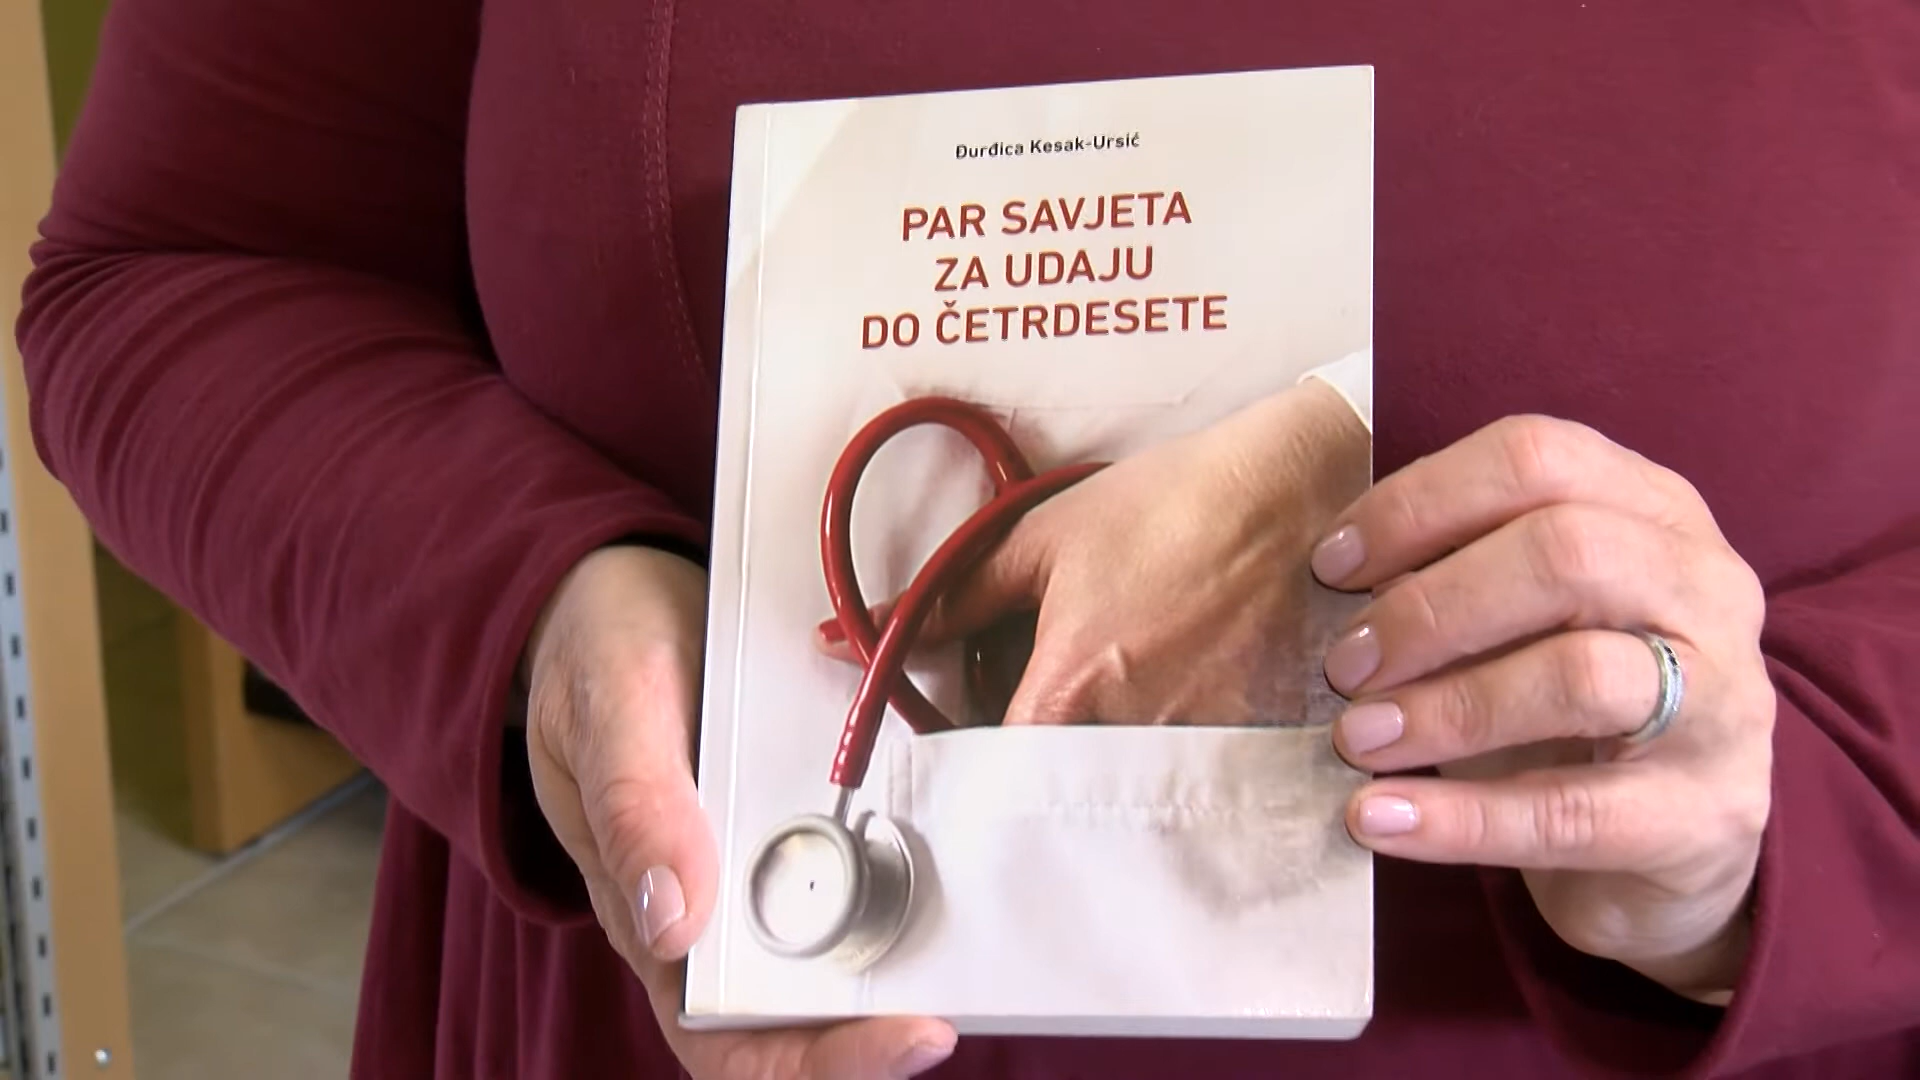 Đurđica Kesak-Ursić
PAR SAVJETA
ZA UDAJU
DO ČETRDESETE